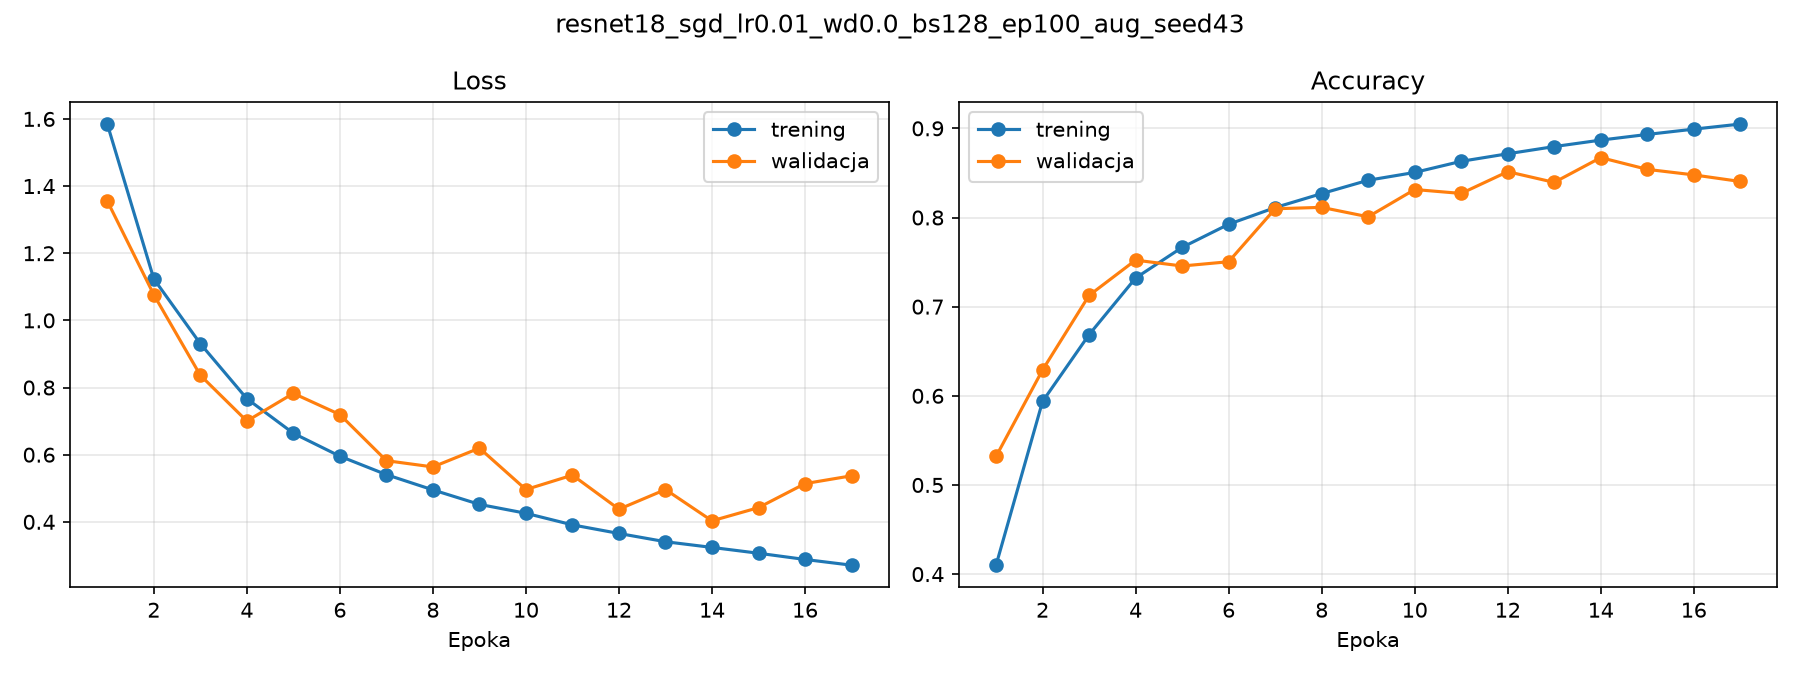 resnet18_sgd_lr0.01_wd0.0_bs128_ep100_aug_seed43
Loss
trening
walidacja
1.6
1.4
1.2
1.0
0.8
0.6
0.4
2 4 6 8 10 12 14 16
Epoka
Accuracy
trening
walidacja
0.9
0.8
0.7
0.6
0.5
0.4
2 4 6 8 10 12 14 16
Epoka